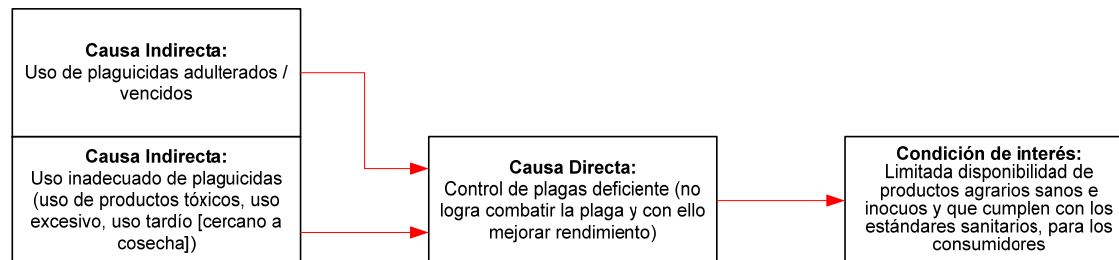 Causa Indirecta:
Uso de plaguicidas adulterados /
vencidos
Causa Indirecta:
Uso inadecuado de plaguicidas
(uso de productos tóxicos, uso
excesivo, uso tardío [cercano a
cosecha])
Causa Directa:
Control de plagas deficiente (no
logra combatir la plaga y con ello
mejorar rendimiento)
Condición de interés:
Limitada disponibilidad de
productos agrarios sanos e
inocuos y que cumplen con los
estándares sanitarios, para los
consumidores